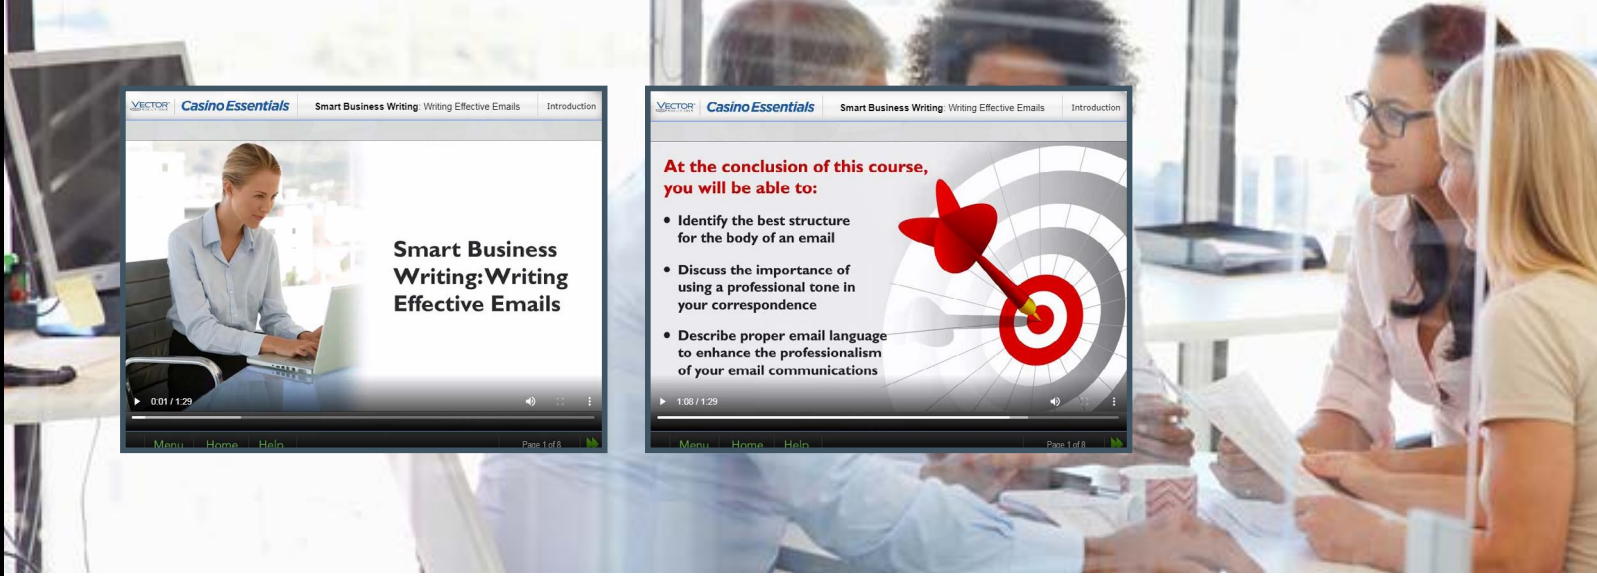 VECTOR
CasinoEssentials
Smart Business Writing: Writing Effective Emails
Introduction
Smart Business
Writing: Writing
Effective Emails
0:01 / 1:29
Menu Home Help
Page 1 of 8
VECTOR
CasinoEssentials
Smart Business Writing: Writing Effective Emails
Introduction
At the conclusion of this course,
you will be able to:
• Identify the best structure
for the body of an email
• Discuss the importance of
using a professional tone in
your correspondence
• Describe proper email language
to enhance the professionalism
of your email communications
1:08 / 1:29
Menu Home Help
Page 1 of 8